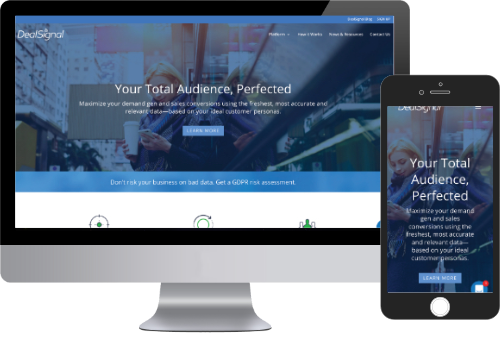 DealSignal
Platform
How It Works
News & Resources
Contact Us
Your Total Audience, Perfected
Maximize your demand gen and sales conversions using the freshest, most accurate and
relevant data—based on your ideal customer personas.
LEARN MORE
Don't risk your business on bad data. Get a GDPR risk assessment.
DealSignal
Your Total
Audience,
Perfected
Maximize your
demand gen
and sales
conversions using
the freshest, most
accurate and
relevant data—
based on your ideal
customer personas.
LEARN MORE